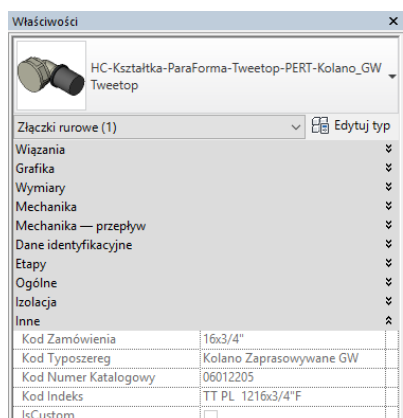 Właściwości
HC-Kształtka-ParaForma-Tweetop-PERT-Kolano_GW
Tweetop
Złączki rurowe (1)
Edytuj typ
Wiązania
Grafika
Wymiary
Mechanika
Mechanika — przepływ
Dane identyfikacyjne
Etapy
Ogólne
Izolacja
Inne
Kod Zamówienia 16x3/4"
Kod Typoszereg Kolano Zaprasowywane GW
Kod Numer Katalogowy 06012205
Kod Indeks TT PL 1216x3/4"F
IsCustom